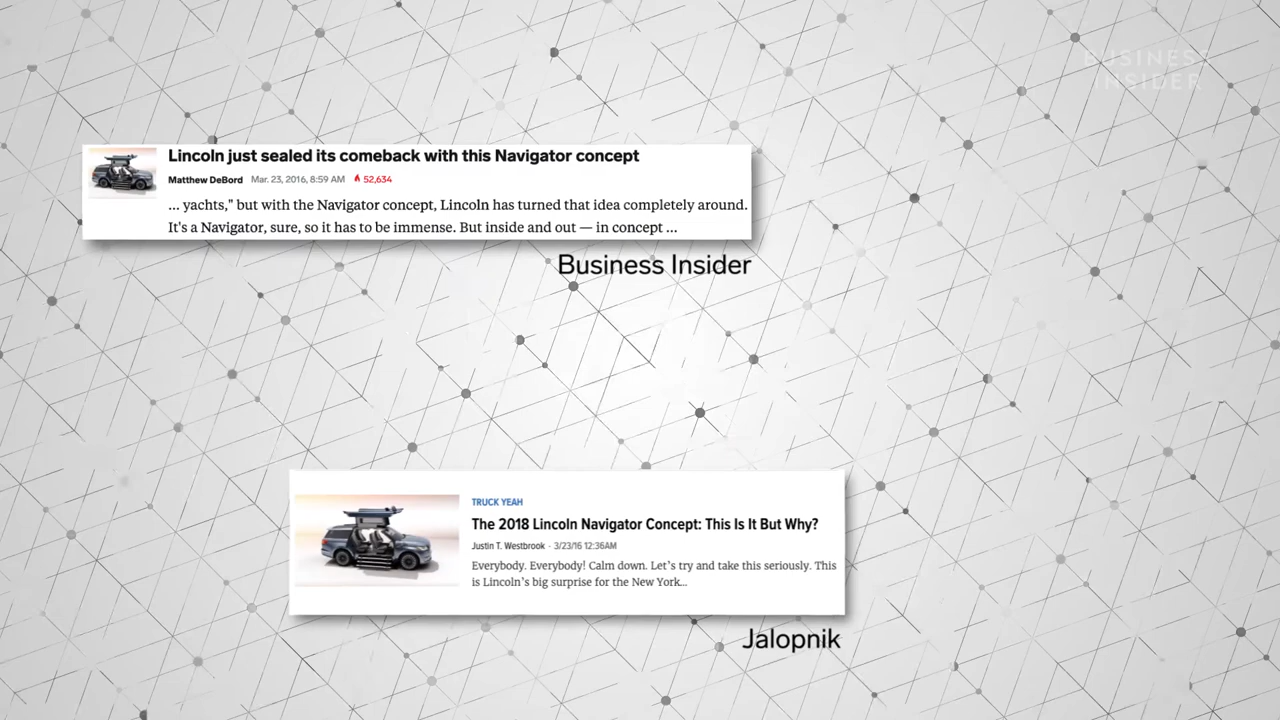 BUSINESS
INSIDER
Lincoln just sealed its comeback with this Navigator concept
Matthew DeBord Mar. 23, 2016, 8:59 AM 52,634
... yachts," but with the Navigator concept, Lincoln has turned that idea completely around.
It's a Navigator, sure, so it has to be immense. But inside and out — in concept ...
Business Insider
TRUCK YEAH
The 2018 Lincoln Navigator Concept: This Is It But Why?
Justin T. Westbrook · 3/23/16 12:36AM
Everybody. Everybody! Calm down. Let's try and take this seriously. This
is Lincoln's big surprise for the New York...
Jalopnik